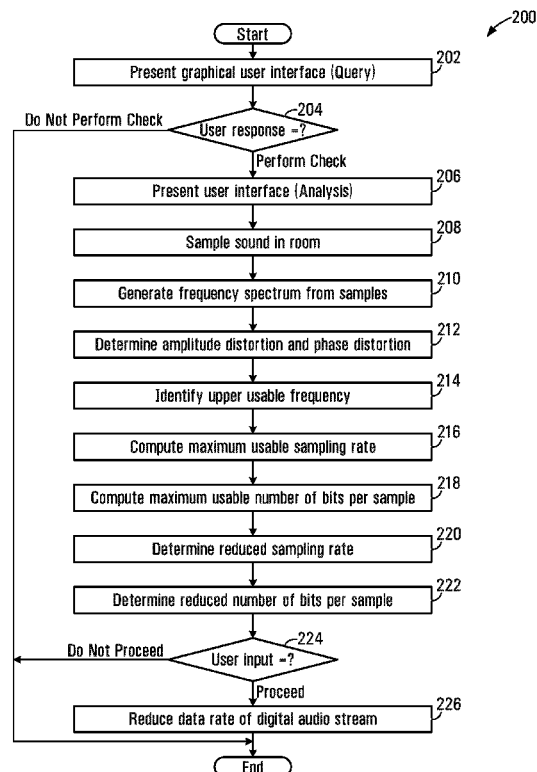 200
Start
202
Present graphical user interface (Query)
204
Do Not Perform Check
User response =?
Perform Check
206
Present user interface (Analysis)
208
Sample sound in room
210
Generate frequency spectrum from samples
212
Determine amplitude distortion and phase distortion
214
Identify upper usable frequency
216
Compute maximum usable sampling rate
218
Compute maximum usable number of bits per sample
220
Determine reduced sampling rate
222
Determine reduced number of bits per sample
224
Do Not Proceed
User input =?
Proceed
226
Reduce data rate of digital audio stream
End